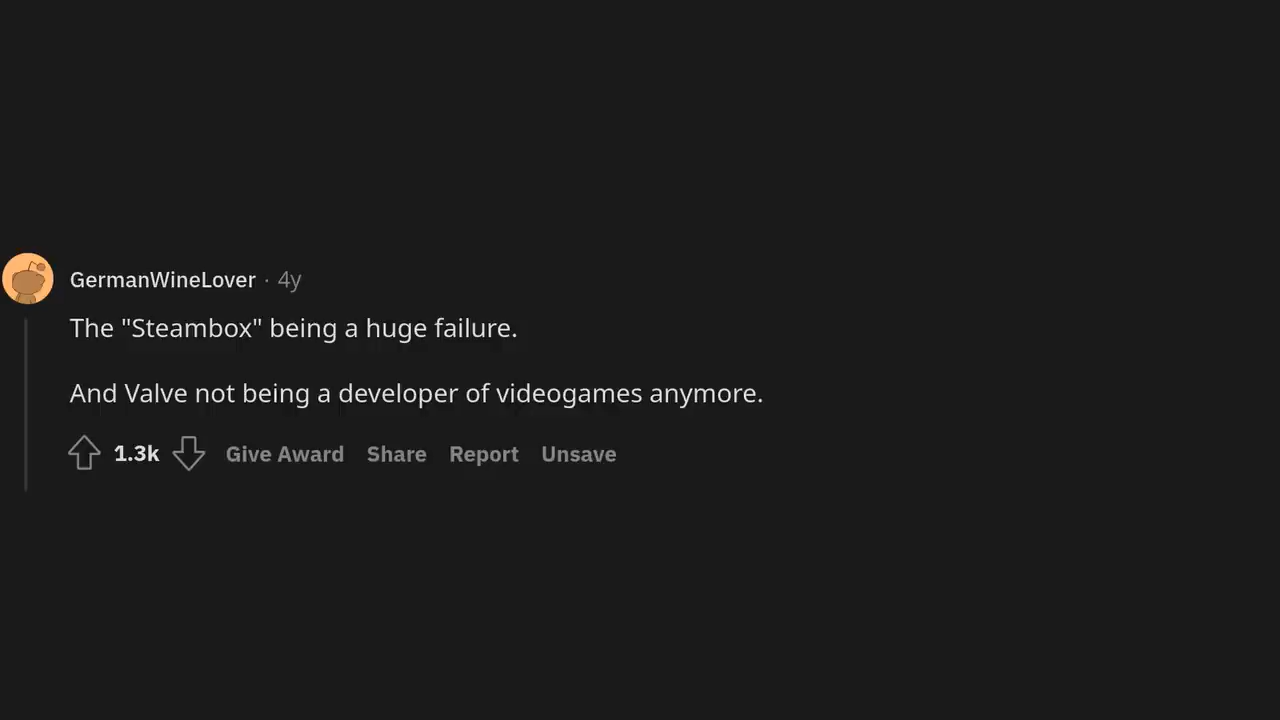 GermanWineLover · 4y
The "Steambox" being a huge failure.
And Valve not being a developer of videogames anymore.
1.3k Give Award Share Report Unsave